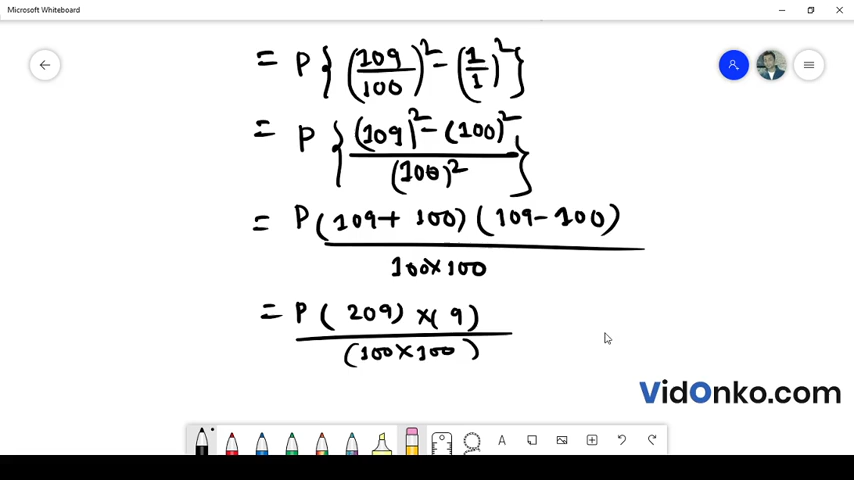 Microsoft Whiteboard
= P{(109/100)² - (1/1)²}
= P{((109)² - (100)²)/(100)²}
= P(109+100)(109-100)/100×100
= P(209)×(9)/(100×100)
VidOnko.com
A